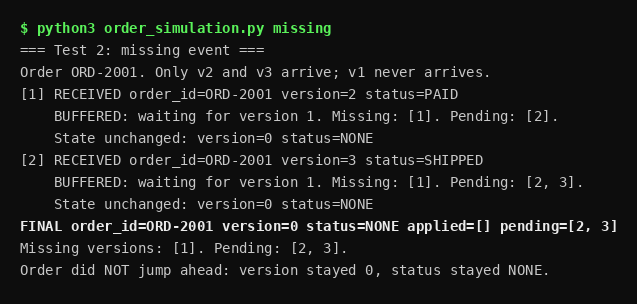 $ python3 order_simulation.py missing
=== Test 2: missing event ===
Order ORD-2001. Only v2 and v3 arrive; v1 never arrives.
[1] RECEIVED order_id=ORD-2001 version=2 status=PAID
    BUFFERED: waiting for version 1. Missing: [1]. Pending: [2].
    State unchanged: version=0 status=NONE
[2] RECEIVED order_id=ORD-2001 version=3 status=SHIPPED
    BUFFERED: waiting for version 1. Missing: [1]. Pending: [2, 3].
    State unchanged: version=0 status=NONE
FINAL order_id=ORD-2001 version=0 status=NONE applied=[] pending=[2, 3]
Missing versions: [1]. Pending: [2, 3].
Order did NOT jump ahead: version stayed 0, status stayed NONE.